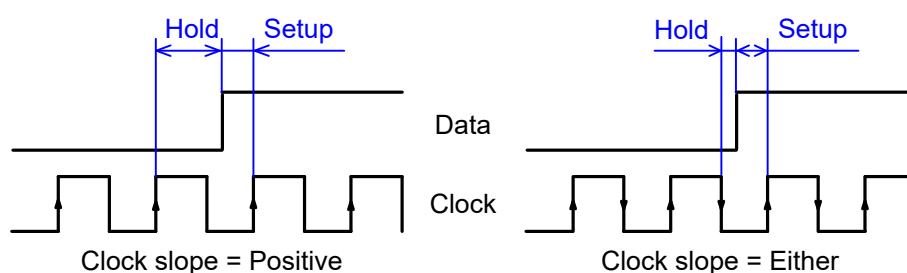 Hold Setup
Hold Setup
Data
Clock
Clock slope = Positive
Clock slope = Either